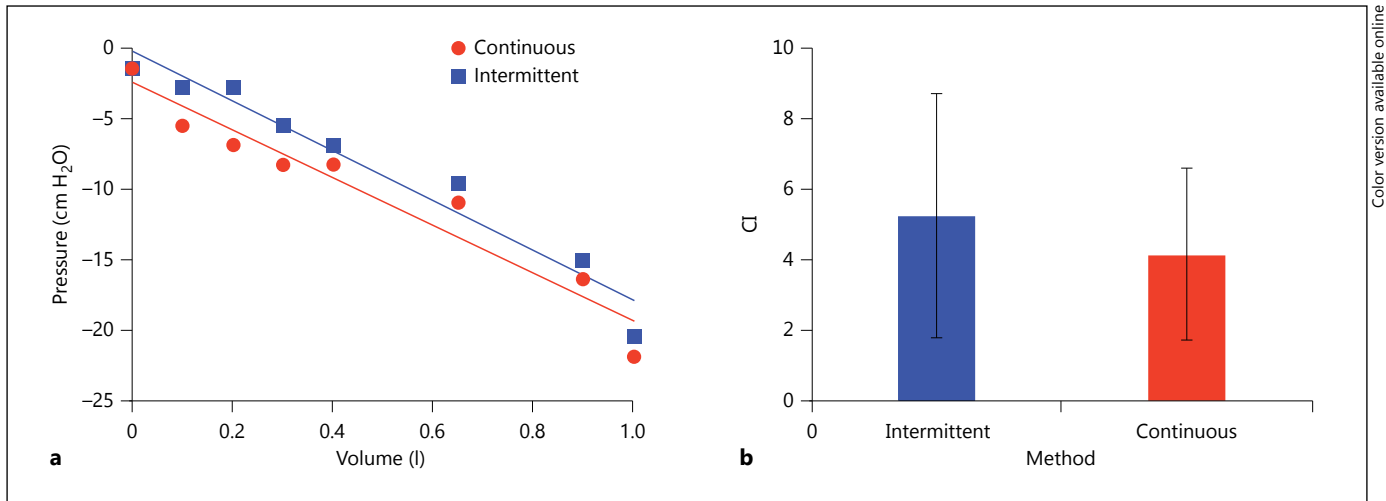 0
–5
–10
–15
–20
–25
Pressure (cm H₂O)
Continuous
Intermittent
0
0.2
0.4
0.6
0.8
1.0
Volume (l)
a
10
8
6
4
2
0
CI
0
Intermittent
Continuous
Method
b
Color version available online